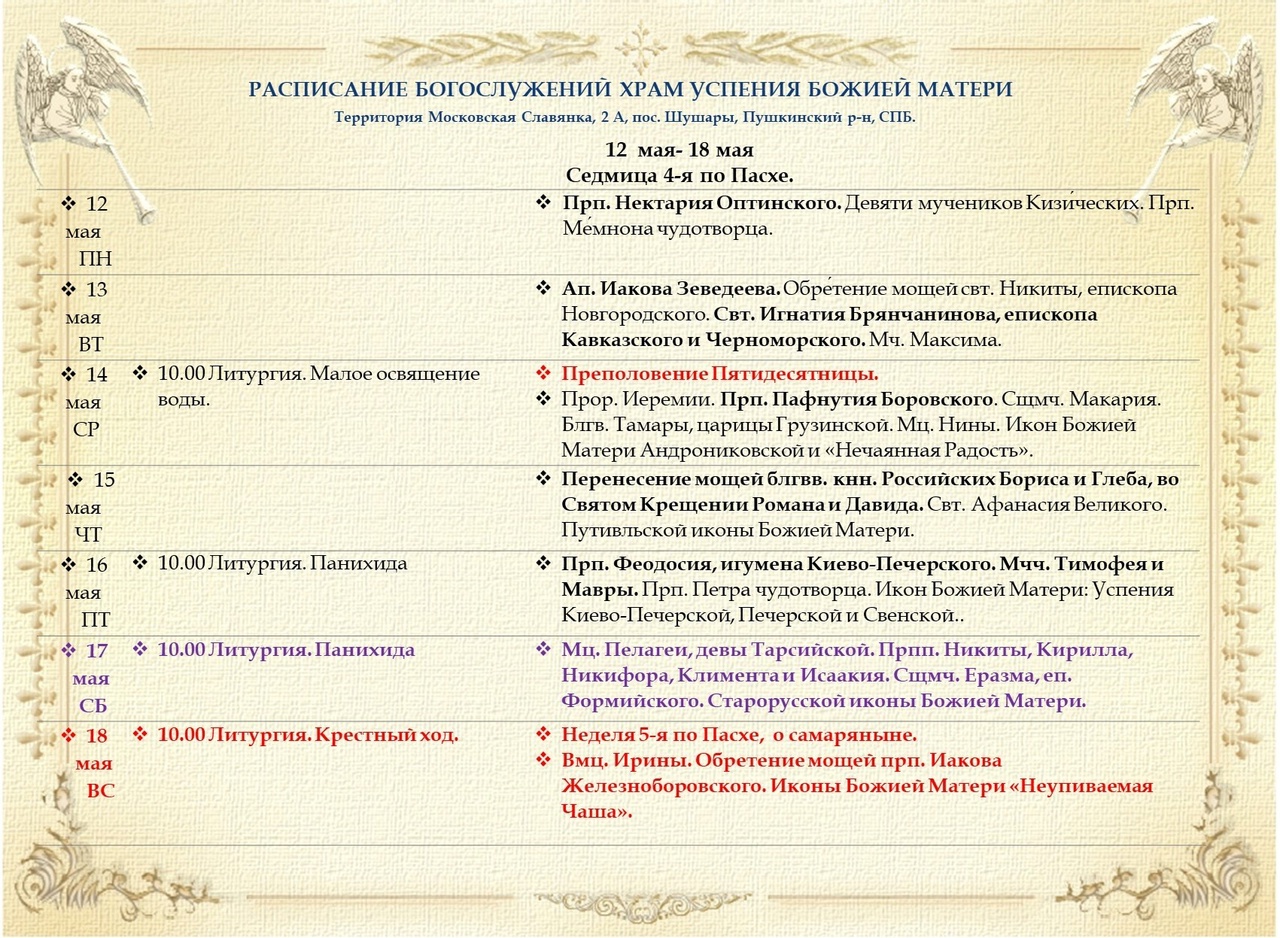 РАСПИСАНИЕ БОГОСЛУЖЕНИЙ ХРАМ УСПЕНИЯ БОЖИЕЙ МАТЕРИ
Территория Московская Славянка, 2 А, пос. Шушары, Пушкинский р-н, СПБ.
12 мая- 18 мая
Седмица 4-я по Пасхе.
❖ 12
мая
ПН
❖ Прп. Нектария Оптинского. Девяти мучеников Кизи́ческих. Прп.
Ме́мнона чудотворца.
❖ 13
мая
ВТ
❖ Ап. Иакова Зеведеева. Обре́тение мощей свт. Никиты, епископа
Новгородского. Свт. Игнатия Брянчанинова, епископа
Кавказского и Черноморского. Мч. Максима.
❖ 14
мая
СР
❖ 10.00 Литургия. Малое освящение
воды.
❖ Преполовение Пятидесятницы.
❖ Прор. Иеремии. Прп. Пафнутия Боровского. Сщмч. Макария.
Блгв. Тамары, царицы Грузинской. Мц. Нины. Икон Божией
Матери Андрониковской и «Нечаянная Радость».
❖ 15
мая
ЧТ
❖ Перенесение мощей блгвв. кнн. Российских Бориса и Глеба, во
Святом Крещении Романа и Давида. Свт. Афанасия Великого.
Путивльской иконы Божией Матери.
❖ 16
мая
ПТ
❖ 10.00 Литургия. Панихида
❖ Прп. Феодосия, игумена Киево-Печерского. Мчч. Тимофея и
Мавры. Прп. Петра чудотворца. Икон Божией Матери: Успения
Киево-Печерской, Печерской и Свенской..
❖ 17
мая
СБ
❖ 10.00 Литургия. Панихида
❖ Мц. Пелагеи, девы Тарсийской. Прпп. Никиты, Кирилла,
Никифора, Климента и Исаакия. Сщмч. Еразма, еп.
Формийского. Старорусской иконы Божией Матери.
❖ 18
мая
ВС
❖ 10.00 Литургия. Крестный ход.
❖ Неделя 5-я по Пасхе, о самаряныне.
❖ Вмц. Ирины. Обретение мощей прп. Иакова
Железноборовского. Иконы Божией Матери «Неупиваемая
Чаша».